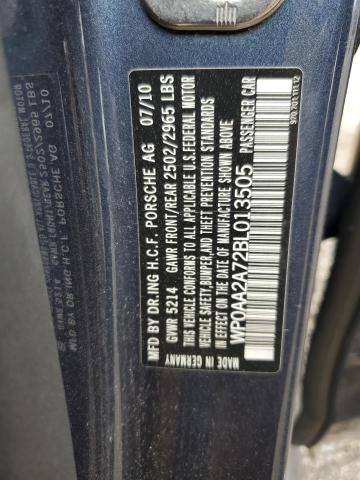 MFD BY DR.ING H.C.F. PORSCHE AG 07/10
GVWR 5214 GAWR FRONT/REAR 2502/2965 LBS
THIS VEHICLE CONFORMS TO ALL APPLICABLE U.S.FEDERAL MOTOR
VEHICLE SAFETY,BUMPER,AND THEFT PREVENTION STANDARDS
IN EFFECT ON THE DATE OF MANUFACTURE SHOWN ABOVE.
WP0AA2A72BL013505 PASSENGER CAR
MADE IN GERMANY